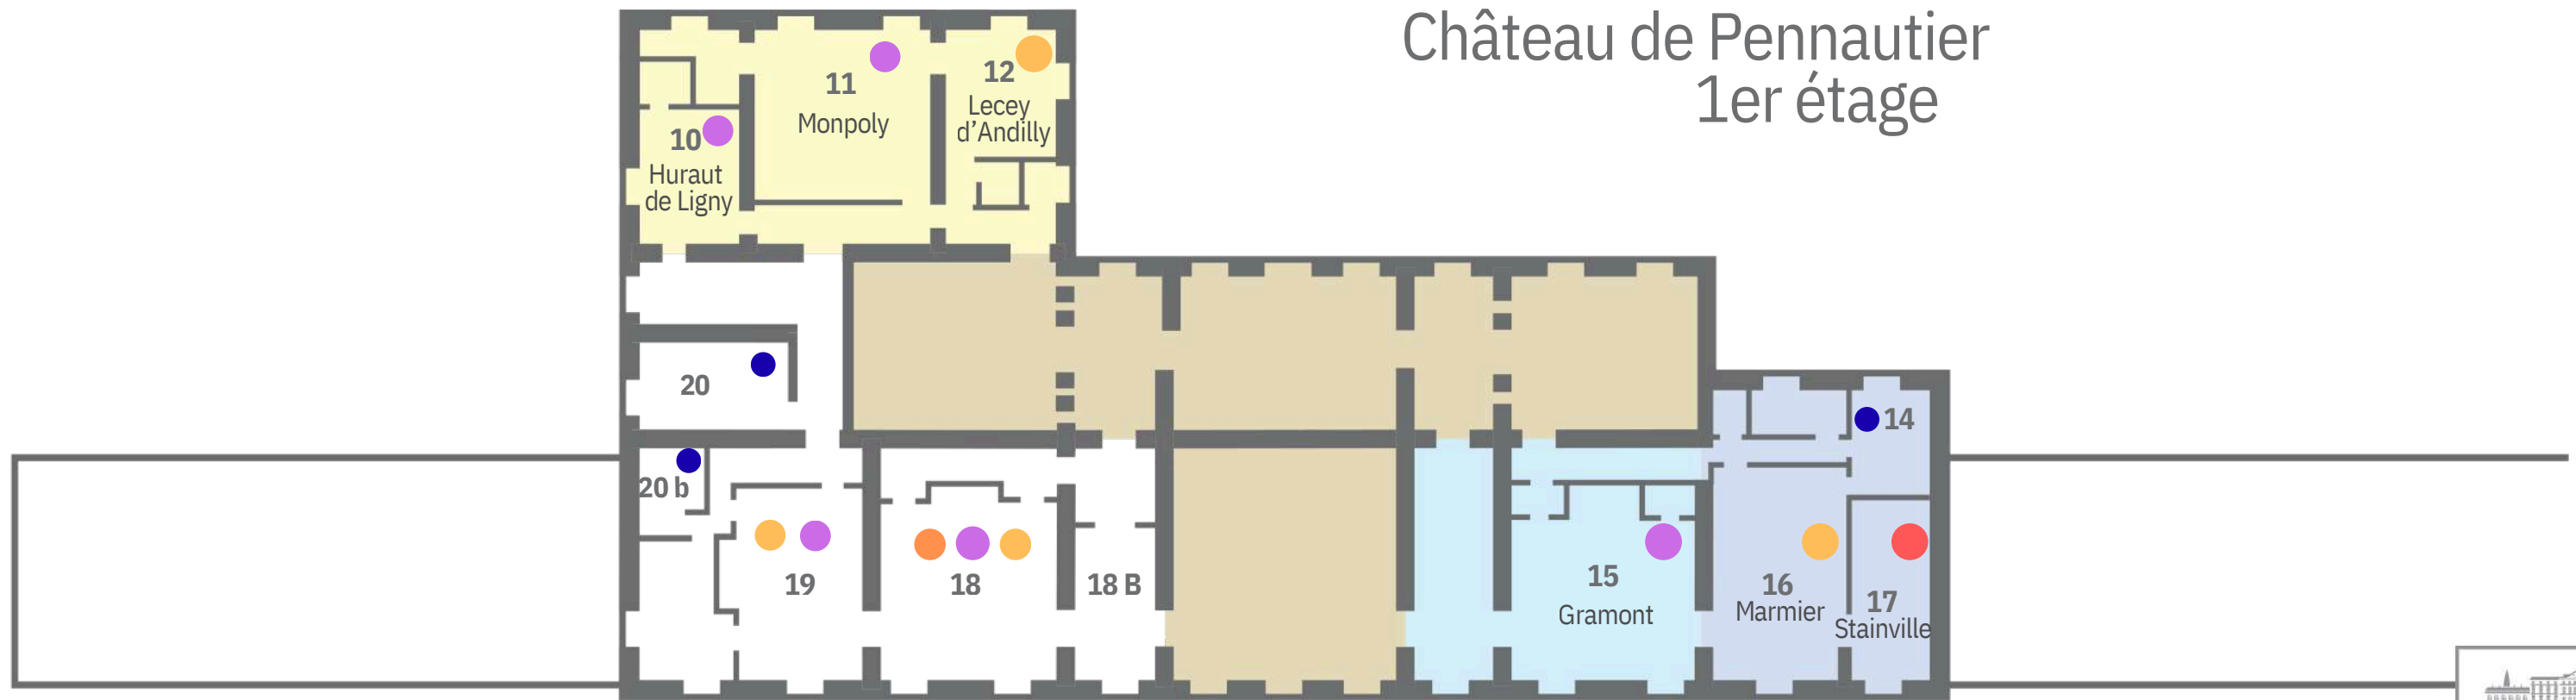 Château de Pennautier
1er étage
11
Monpoly
12
Lecey
d’Andilly
10
Huraut
de Ligny
20
14
20 b
19
18
18 B
15
Gramont
16
Marmier
17
Stainville